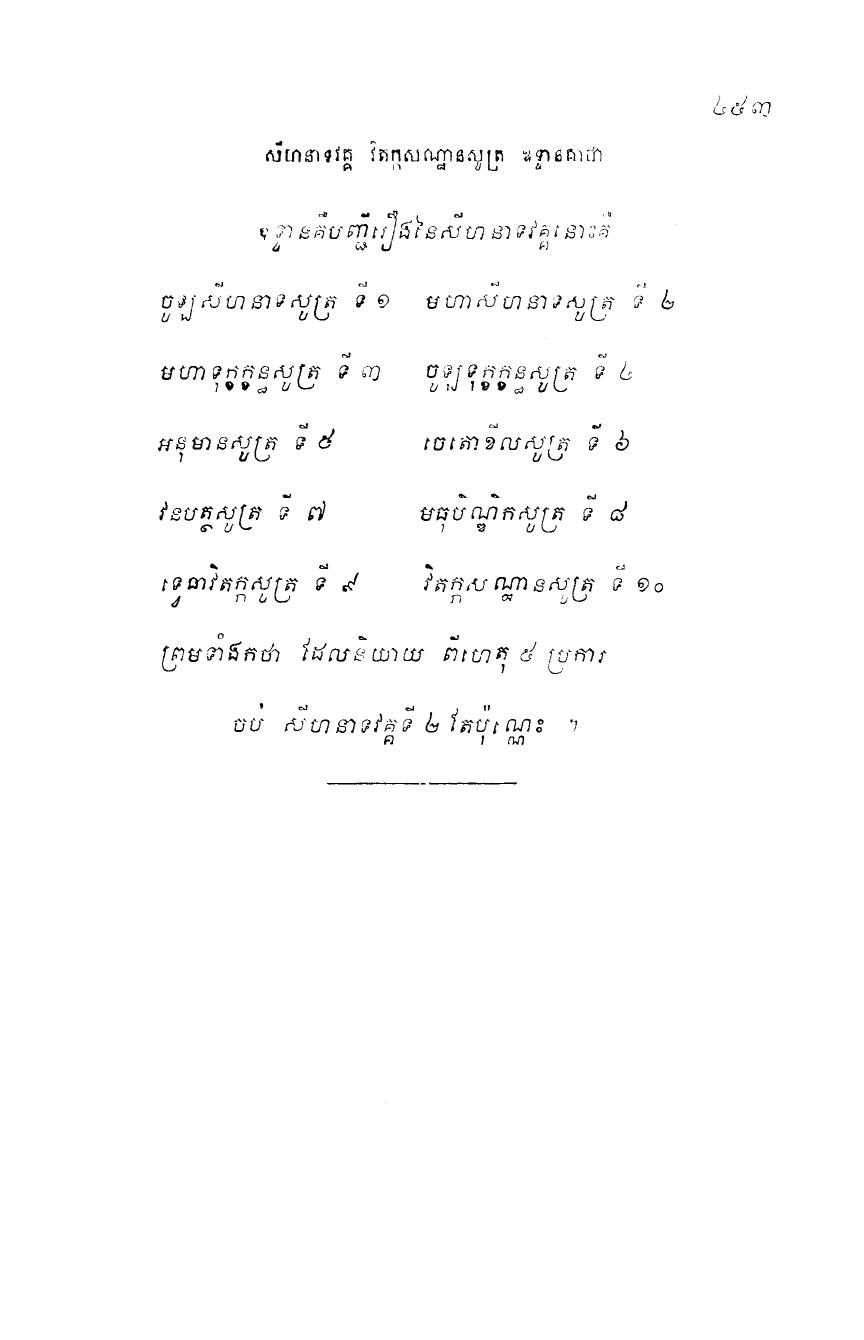 ៤៥៣
សីហនាទវគ្គ វិតក្កសណ្ឋានសូត្រ ឧទ្ទានគាថា
ឧទ្ទានគឺបញ្ជីរឿងនៃសីហនាទវគ្គនោះគឺ
ចូឡសីហនាទសូត្រ ទី ១ មហាសីហនាទសូត្រ ទី ២
មហាទុក្ខក្ខន្ធសូត្រ ទី ៣ ចូឡទុក្ខក្ខន្ធសូត្រ ទី ៤
អនុមានសូត្រ ទី ៥ ចេតោខីលសូត្រ ទី ៦
វនបត្ថសូត្រ ទី ៧ មធុបិណ្ឌិកសូត្រ ទី ៨
ទ្វេធាវិតក្កសូត្រ ទី ៩ វិតក្កសណ្ឋានសូត្រ ទី ១០
ព្រមទាំងកថា ដែលនិយាយ ពីហេតុ ៥ ប្រការ
ចប់ សីហនាទវគ្គទី ២ តែប៉ុណ្ណេះ ។